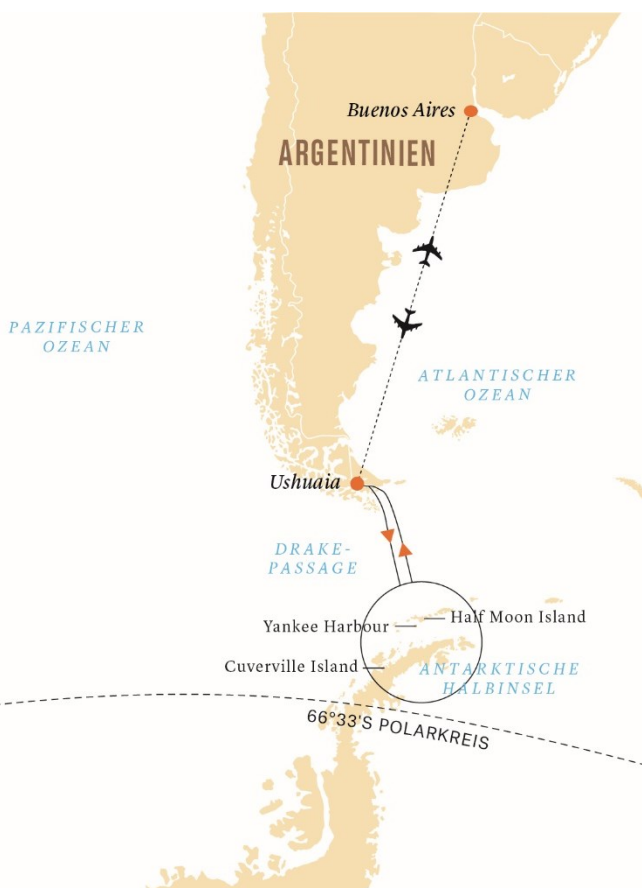 Buenos Aires
ARGENTINIEN
PAZIFISCHER
OZEAN
ATLANTISCHER
OZEAN
Ushuaia
DRAKE-
PASSAGE
Half Moon Island
Yankee Harbour
Cuverville Island
ANTARKTISCHE
HALBINSEL
66°33'S POLARKREIS